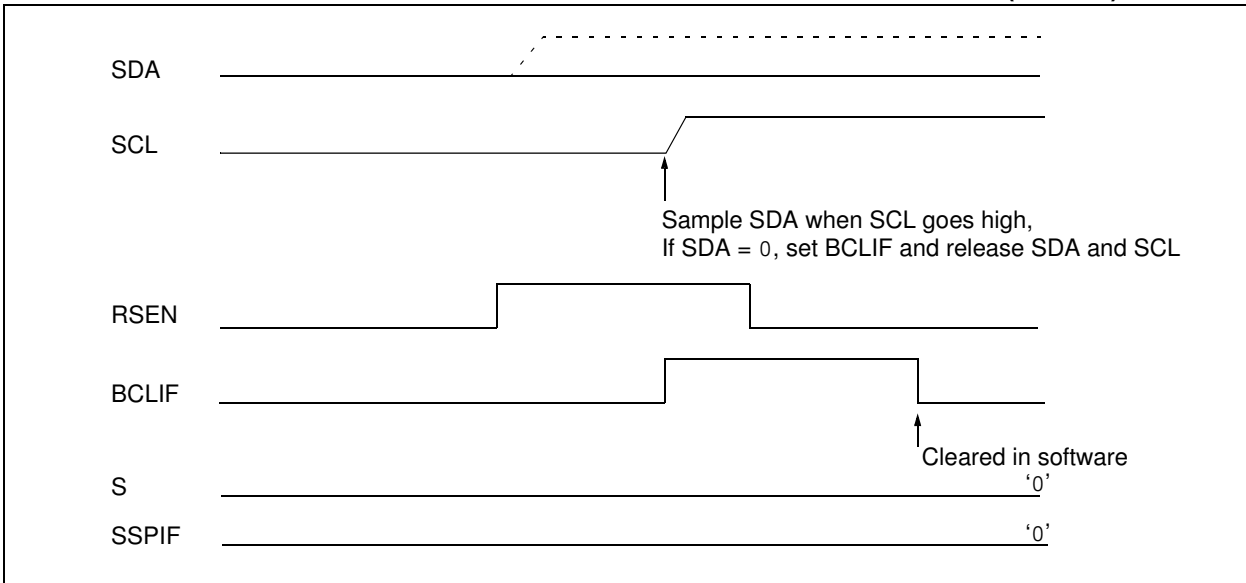 SDA
SCL
Sample SDA when SCL goes high,
If SDA = 0, set BCLIF and release SDA and SCL
RSEN
BCLIF
Cleared in software
S
‘0’
SSPIF
‘0’